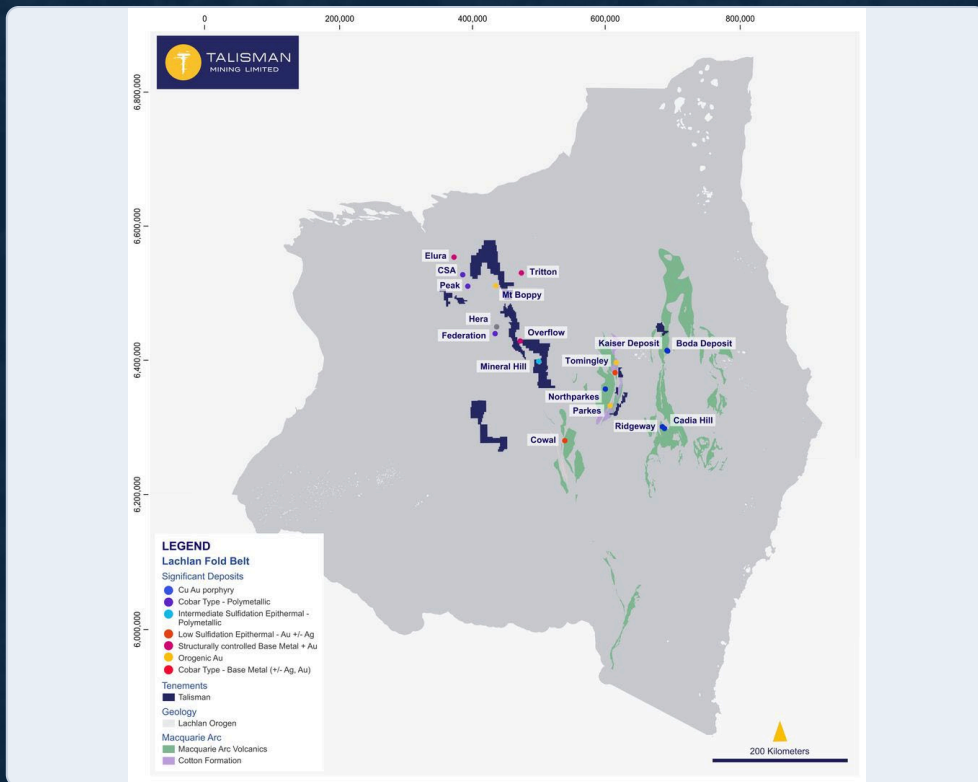 0 200,000 400,000 600,000 800,000
TALISMAN
MINING LIMITED
6,800,000
6,600,000
Elura
CSA
Tritton
Peak
Mt Boppy
Hera
Overflow
Federation
Kaiser Deposit
Boda Deposit
6,400,000
Mineral Hill
Tomingley
Northparkes
Parkes
Ridgeway
Cadia Hill
Cowal
6,200,000
LEGEND
Lachlan Fold Belt
Significant Deposits
Cu Au porphyry
Cobar Type - Polymetallic
Intermediate Sulfidation Epithermal -
Polymetallic
Low Sulfidation Epithermal - Au +/- Ag
Structurally controlled Base Metal + Au
Orogenic Au
Cobar Type - Base Metal (+/- Ag, Au)
6,000,000
Tenements
Talisman
Geology
Lachlan Orogen
Macquarie Arc
Macquarie Arc Volcanics
Cotton Formation
200 Kilometers